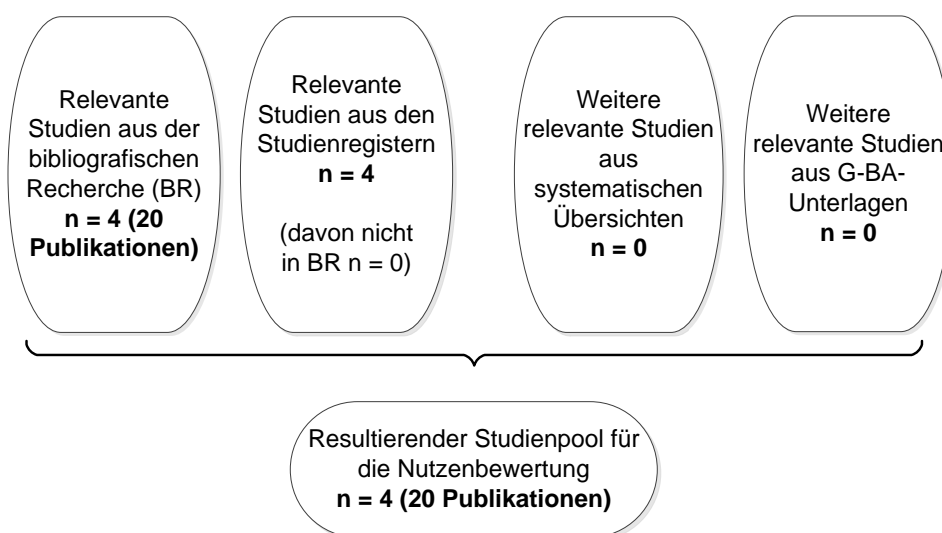 Relevante
Studien aus der
bibliografischen
Recherche (BR)
n = 4 (20
Publikationen)
Relevante
Studien aus den
Studienregistern
n = 4
(davon nicht
in BR n = 0)
Weitere
relevante Studien
aus
systematischen
Übersichten
n = 0
Weitere
relevante Studien
aus G-BA-
Unterlagen
n = 0
Resultierender Studienpool für
die Nutzenbewertung
n = 4 (20 Publikationen)